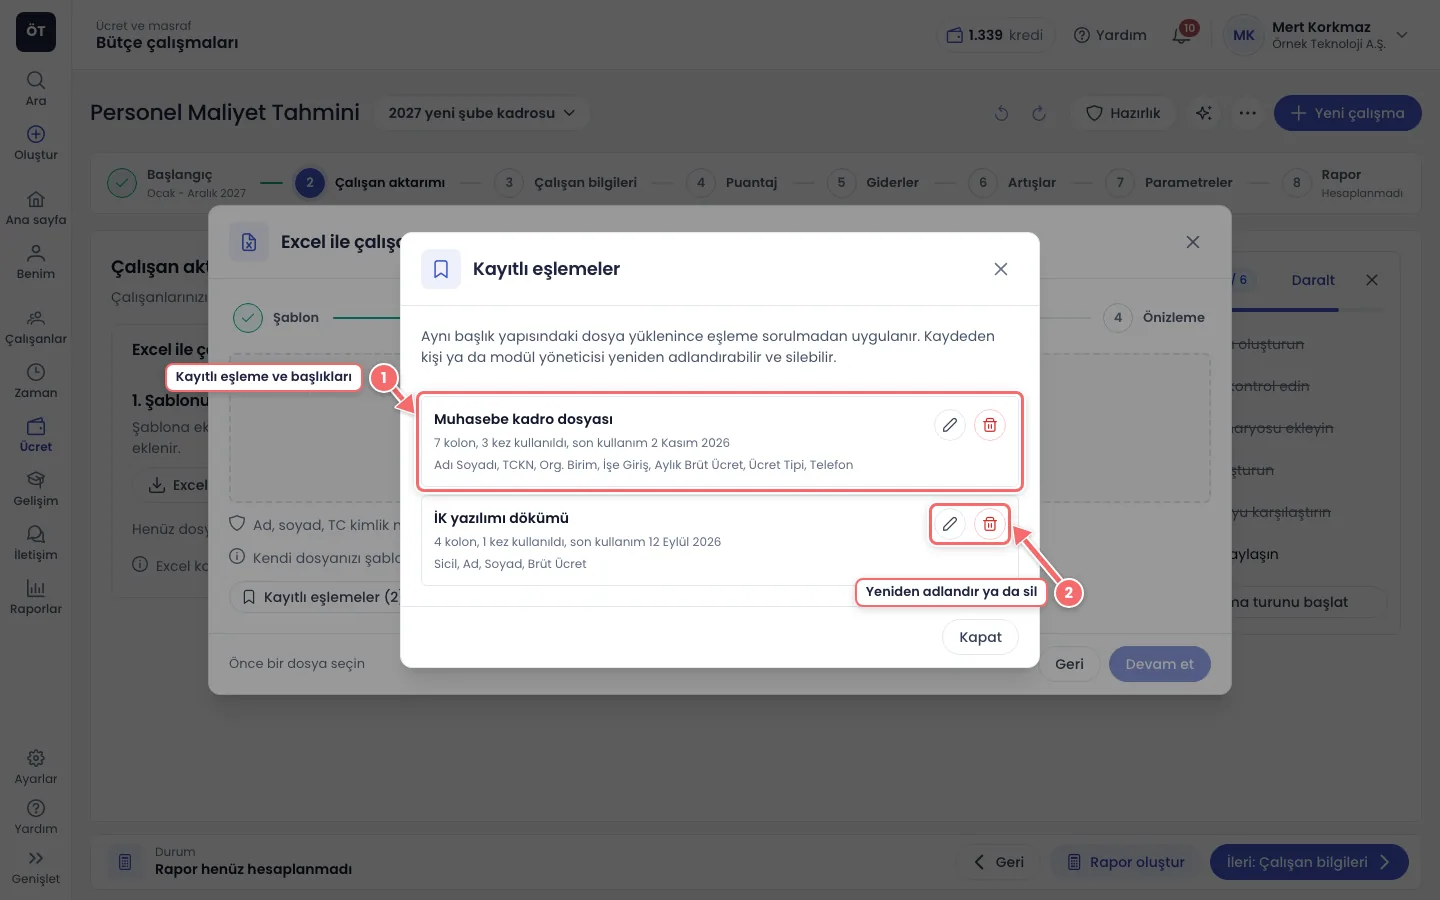 ÖT
Ücret ve masraf
Bütçe çalışmaları
1.339 kredi
Yardım
10
MK
Mert Korkmaz
Örnek Teknoloji A.Ş.
Ara
Oluştur
Ana sayfa
Benim
Çalışanlar
Zaman
Ücret
Gelişim
İletişim
Raporlar
Ayarlar
Yardım
Genişlet
Personel Maliyet Tahmini
2027 yeni şube kadrosu
Hazırlık
Yeni çalışma
Başlangıç
Ocak - Aralık 2027
2 Çalışan aktarımı
3 Çalışan bilgileri
4 Puantaj
5 Giderler
6 Artışlar
7 Parametreler
8 Rapor
Hesaplanmadı
Çalışan akt
Çalışanlarınızı
Excel ile ç
1. Şablonu
Şablona ek
eklenir.
Excel
Henüz dosy
Excel ko
/ 6
Daralt
oluşturun
kontrol edin
aryosu ekleyin
şturun
yu karşılaştırın
aylaşın
ma turunu başlat
Excel ile çalışa
Şablon
4 Önizleme
Ad, soyad, TC kimlik n
Kendi dosyanızı şablo
Kayıtlı eşlemeler (2)
Önce bir dosya seçin
Geri
Devam et
Kayıtlı eşlemeler
Aynı başlık yapısındaki dosya yüklenince eşleme sorulmadan uygulanır. Kaydeden
kişi ya da modül yöneticisi yeniden adlandırabilir ve silebilir.
Kayıtlı eşleme ve başlıkları
1
Muhasebe kadro dosyası
7 kolon, 3 kez kullanıldı, son kullanım 2 Kasım 2026
Adı Soyadı, TCKN, Org. Birim, İşe Giriş, Aylık Brüt Ücret, Ücret Tipi, Telefon
İK yazılımı dökümü
4 kolon, 1 kez kullanıldı, son kullanım 12 Eylül 2026
Sicil, Ad, Soyad, Brüt Ücret
Yeniden adlandır ya da sil
2
Kapat
Durum
Rapor henüz hesaplanmadı
Geri
Rapor oluştur
İleri: Çalışan bilgileri